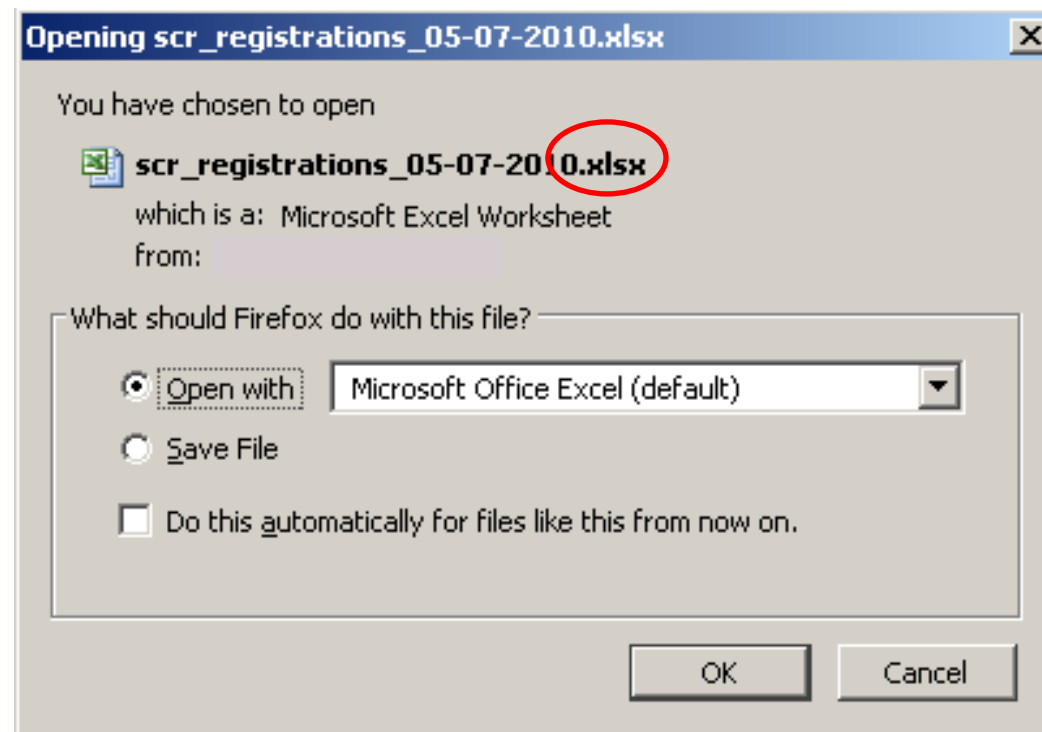 Opening scr_registrations_05-07-2010.xlsx
You have chosen to open
scr_registrations_05-07-2010.xlsx
which is a: Microsoft Excel Worksheet
from:
What should Firefox do with this file?
Open with Microsoft Office Excel (default)
Save File
Do this automatically for files like this from now on.
OK Cancel